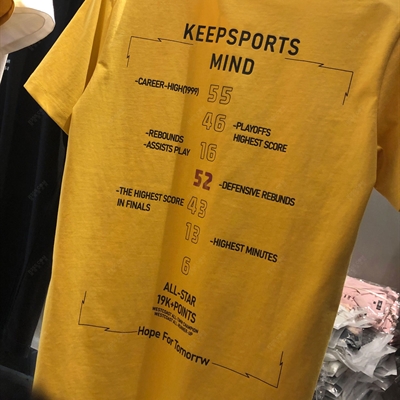 KEEPSPORTS
MIND
-CAREER-HIGH(1999) 55
46 -PLAYOFFS
HIGHEST SCORE
-REBOUNDS
-ASSISTS PLAY 16
52 -DEFENSIVE REBUNDS
-THE HIGHEST SCORE
IN FINALS 43
13 -HIGHEST MINUTES
6
ALL-STAR
19K+POINTS
Hope For Tomorrw